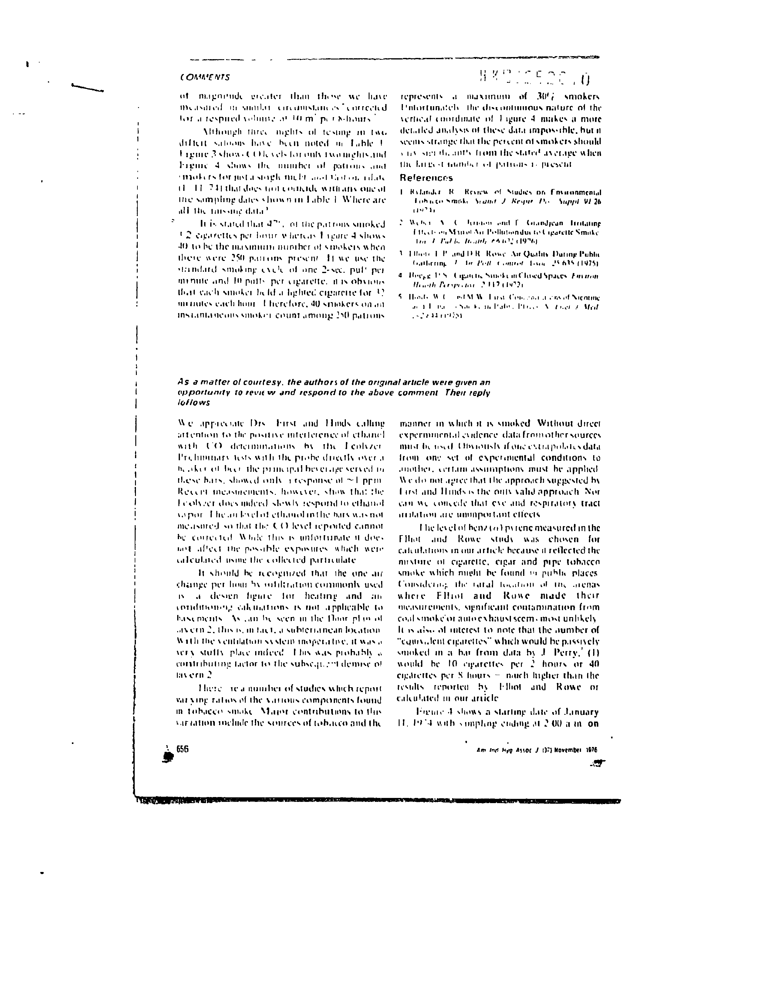 COMMENTS
of magnitude greater than those we have
measured in similar circumstances corrected
for a respired volume at 10 m³ per 8-hours
Although three nights of testing in two
different saloons have been noted in Table I
Figure 3 shows CO levels for only two nights and
Figure 4 shows the number of patrons and
smokers for just a single night and that on a date
(1 11 74) that does not coincide with any one of
the sampling dates shown in Table I Where are
all the missing data?
It is stated that 47% of the patrons smoked
1 2 cigarettes per hour whereas Figure 4 shows
40 to be the maximum number of smokers when
there were 250 patrons present If we use the
standard smoking cycle of one 2-sec. puff per
minute and 10 puffs per cigarette, it is obvious
that each smoker held a lighted cigarette for 12
minutes each hour Therefore, 40 smokers on an
instantaneous smoker count among 250 patrons
represents a maximum of 30% smokers
Unfortunately the discontinuous nature of the
vertical coordinate of Figure 4 makes a more
detailed analysis of these data impossible, but it
seems strange that the percent of smokers should
vary significantly from the stated average when
the largest number of patrons is present
References
1 Rylander R Review of Studies on Environmental
Tobacco Smoke Scand J Respir Dis Suppl 91 26
(1974)
2 Weber A C Jermini and E Grandjean Irritating
Effects on Man of Air Pollution due to Cigarette Smoke
Am J Public Health 66 672 (1976)
3 Elliott L P and D R Rowe Air Quality During Public
Gathering J Air Poll Control Assoc 25 635 (1975)
4 Hoegg U S Cigarette Smoke in Closed Spaces Environ
Health Perspector 2 117 (1972)
5 Hinds W C and M W First Concentrations of Nicotine
and Tobacco Smoke in Public Places N Engl J Med
292 844 (1975)
As a matter of courtesy, the authors of the original article were given an
opportunity to review and respond to the above comment Their reply
follows
We appreciate Drs First and Hinds calling
attention to the positive interference of ethanol
with CO determinations by the Ecolyzer
Preliminary tests with the probe directly over a
beaker of beer the principal beverage served in
these bars, showed only a response of ~1 ppm
Recent measurements, however, show that the
Ecolyzer does indeed slowly respond to ethanol
vapor The air level of ethanol in the bars was not
measured so that the CO level reported cannot
be corrected While this is unfortunate it does
not affect the possible exposures which were
calculated using the collected particulate
It should be recognized that the one air
change per hour by infiltration commonly used
is a design figure for heating and air
conditioning calculations is not applicable to
basements As can be seen in the floor plan of
tavern 2, this is, in fact, a subterranean location
With the ventilation system inoperative, it was a
very stuffy place indeed This was probably a
contributing factor to the subsequent demise of
tavern 2
There are a number of studies which report
varying ratios of the various components found
in tobacco smoke Major contributions to this
variation include the sources of tobacco and the
manner in which it is smoked Without direct
experimental evidence data from other sources
must be used Obviously if one extrapolates data
from one set of experimental conditions to
another, certain assumptions must be applied
We do not agree that the approach suggested by
First and Hinds is the only valid approach Nor
can we concede that eye and respiratory tract
irritation are unimportant effects
The level of benz(a)pyrene measured in the
Elliot and Rowe study was chosen for
calculations in our article because it reflected the
mixture of cigarette, cigar and pipe tobacco
smoke which might be found in public places
Considering the rural location of the arenas
where Elliot and Rowe made their
measurements, significant contamination from
coal smoke or auto exhaust seems most unlikely
It is also of interest to note that the number of
"equivalent cigarettes" which would be passively
smoked in a bar from data by J Perry, (1)
would be 10 cigarettes per 2 hours or 40
cigarettes per 8 hours – much higher than the
results reported by Elliot and Rowe or
calculated in our article
Figure 4 shows a starting date of January
11, 1974 with sampling ending at 2 00 a m on
656
Am Ind Hyg Assoc J (37) November 1976